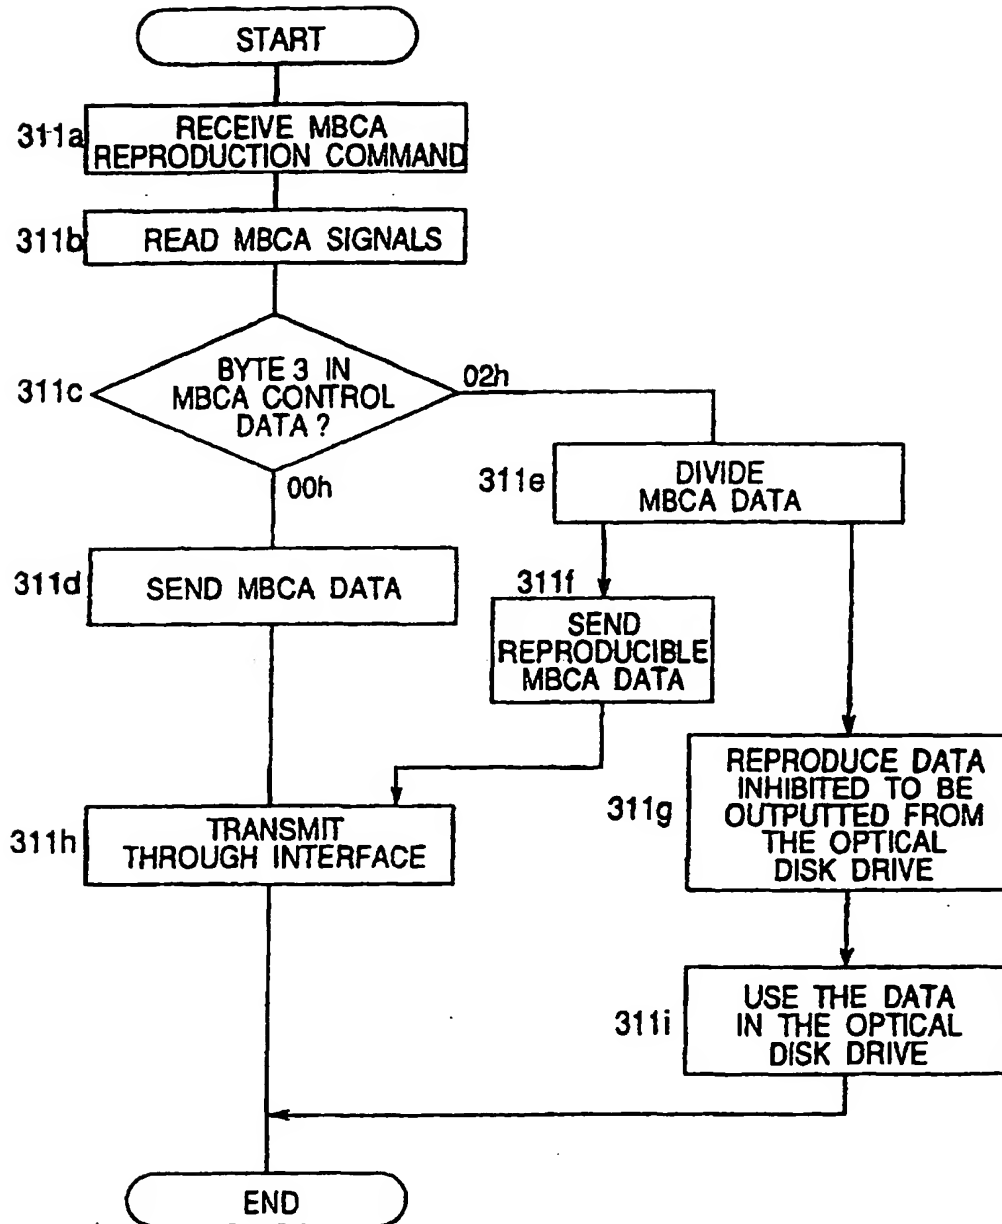 START
311a
RECEIVE MBCA
REPRODUCTION COMMAND
311b
READ MBCA SIGNALS
311c
BYTE 3 IN
MBCA CONTROL
DATA ?
02h
00h
311e
DIVIDE
MBCA DATA
311d
SEND MBCA DATA
311f
SEND
REPRODUCIBLE
MBCA DATA
311g
REPRODUCE DATA
INHIBITED TO BE
OUTPUTTED FROM
THE OPTICAL
DISK DRIVE
311h
TRANSMIT
THROUGH INTERFACE
311i
USE THE DATA
IN THE OPTICAL
DISK DRIVE
END